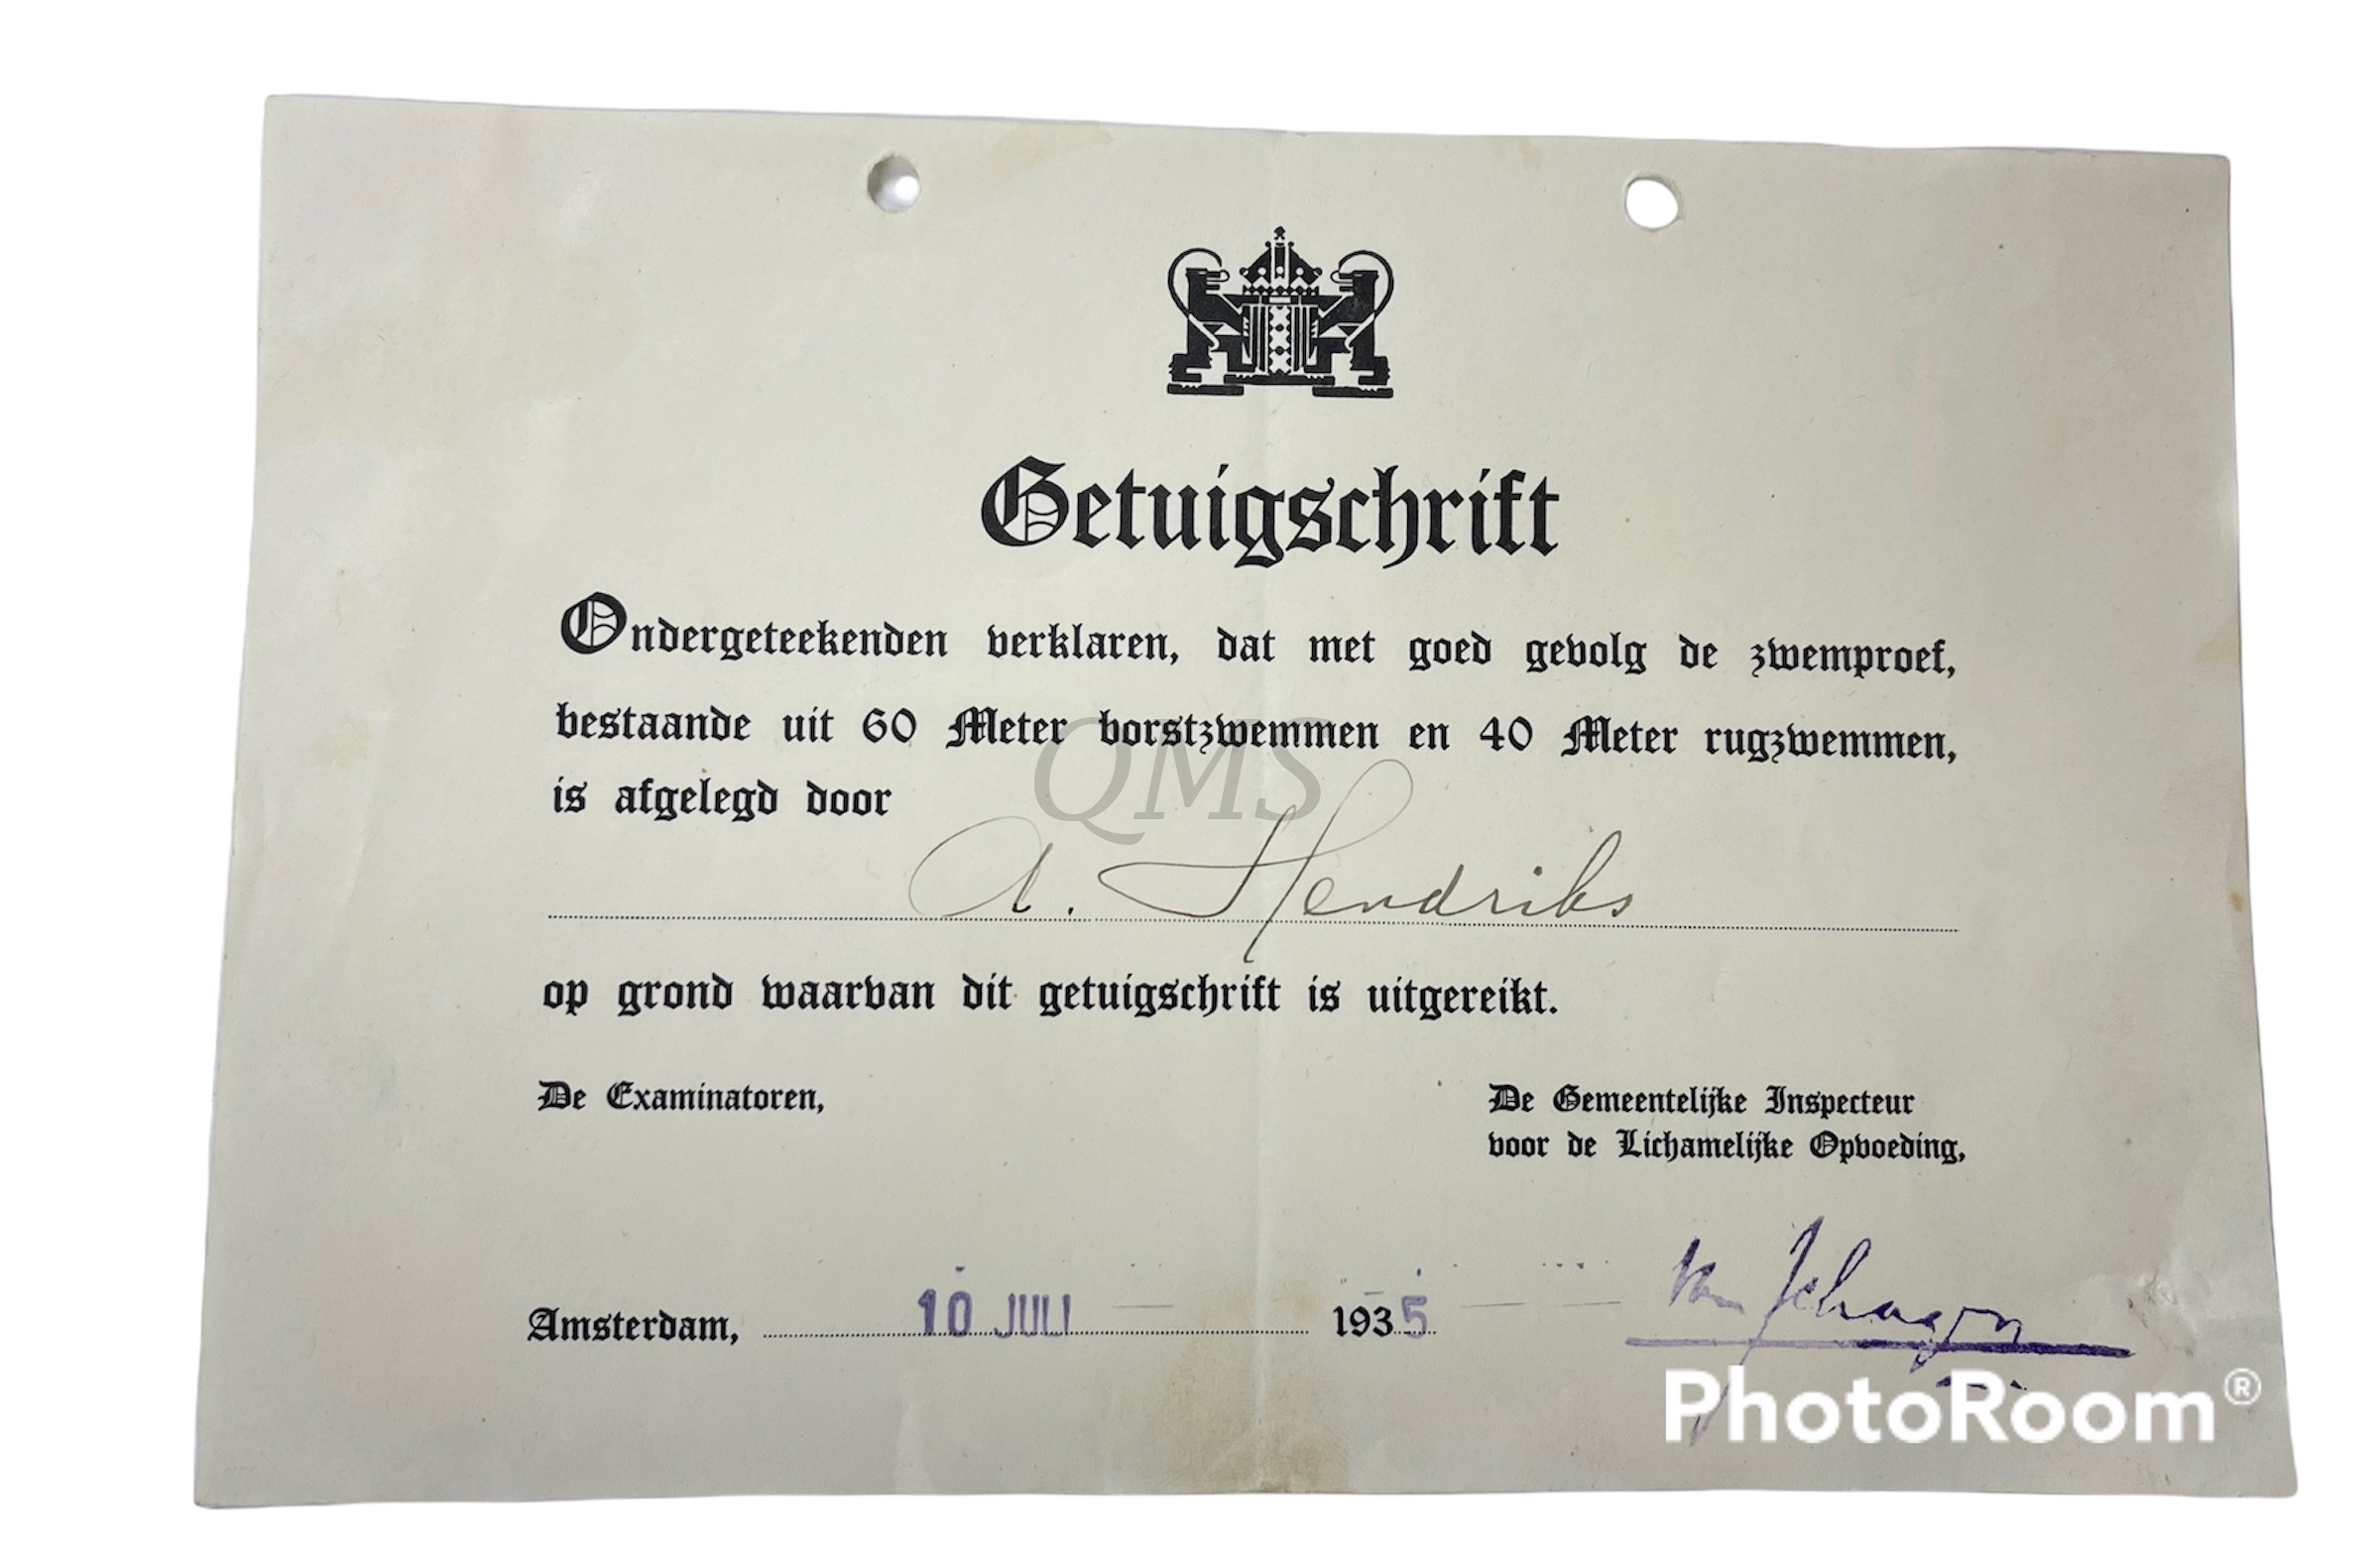 Getuigschrift
Ondergeteekenden verklaren, dat met goed gevolg de zwemproef,
bestaande uit 60 Meter borstzwemmen en 40 Meter rugzwemmen,
QMS
is afgelegd door
A. Hendriks
op grond waarvan dit getuigschrift is uitgereikt.
De Examinatoren,
De Gemeentelijke Inspecteur
voor de Lichamelijke Opvoeding,
Amsterdam, 10 JULI 1935
van Schagen
PhotoRoom®